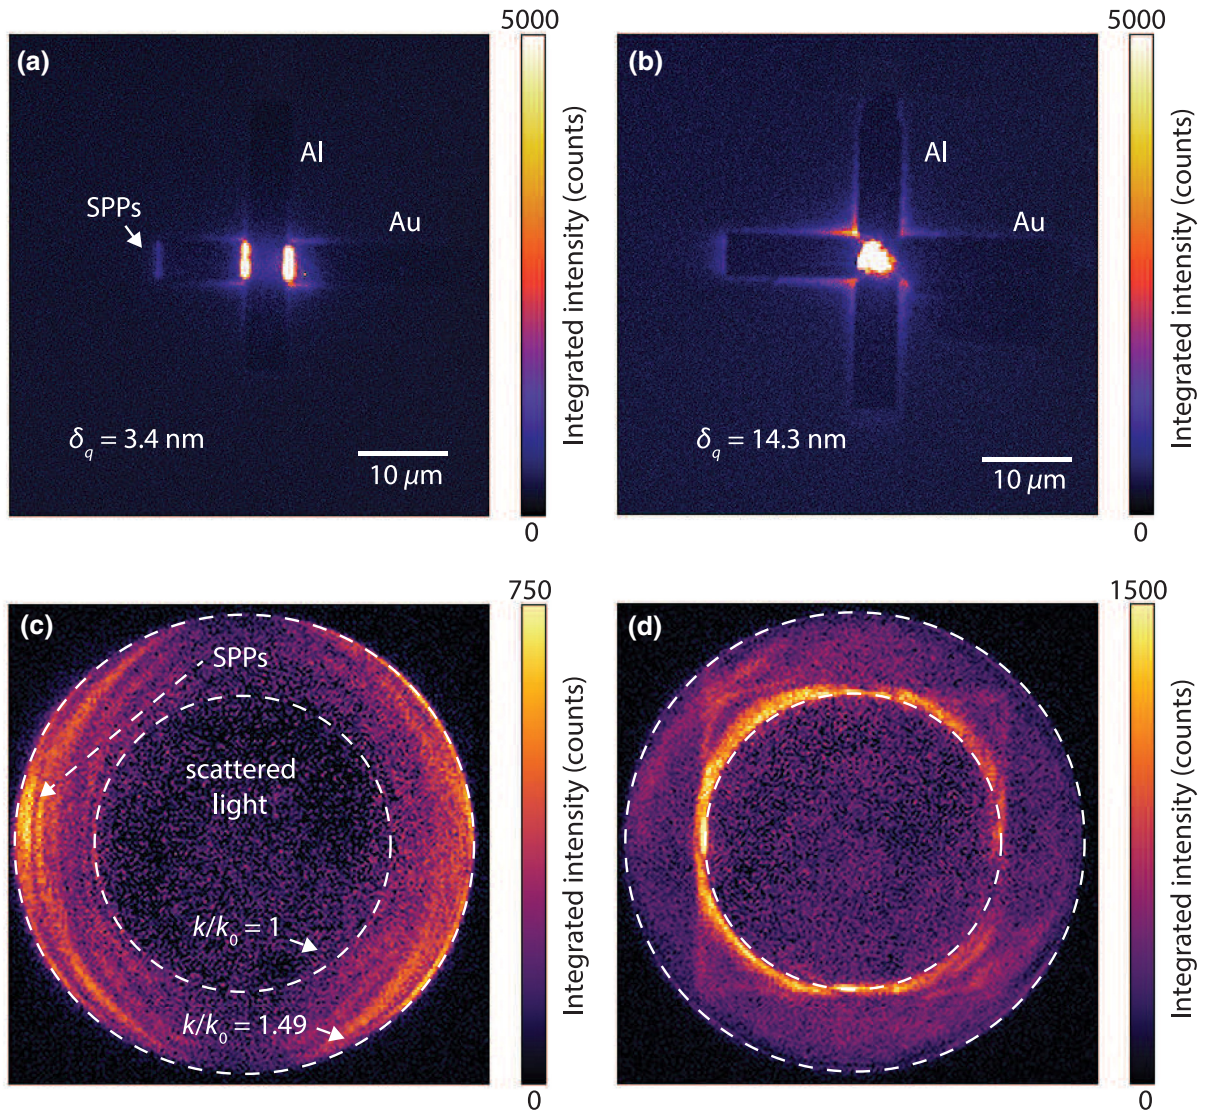 (a)
Al
SPPs
Au
δq = 3.4 nm
10 µm
5000
Integrated intensity (counts)
0
(b)
Al
Au
δq = 14.3 nm
10 µm
5000
Integrated intensity (counts)
0
(c)
SPPs
scattered
light
k/k0 = 1
k/k0 = 1.49
750
Integrated intensity (counts)
0
(d)
1500
Integrated intensity (counts)
0